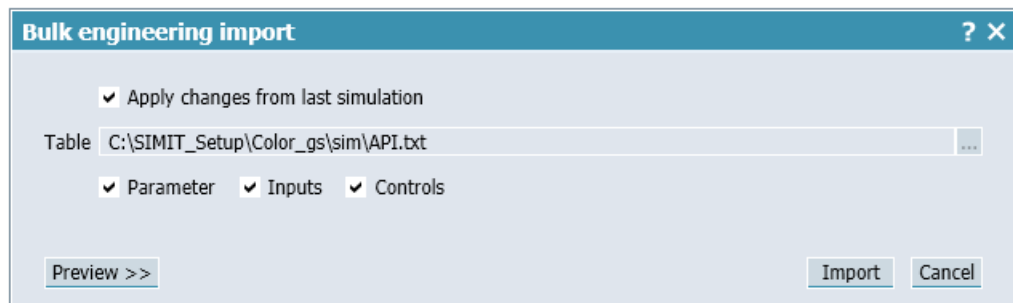 Bulk engineering import ? ×
Apply changes from last simulation
Table C:\SIMIT_Setup\Color_gs\sim\API.txt ...
Parameter Inputs Controls
Preview >> Import Cancel